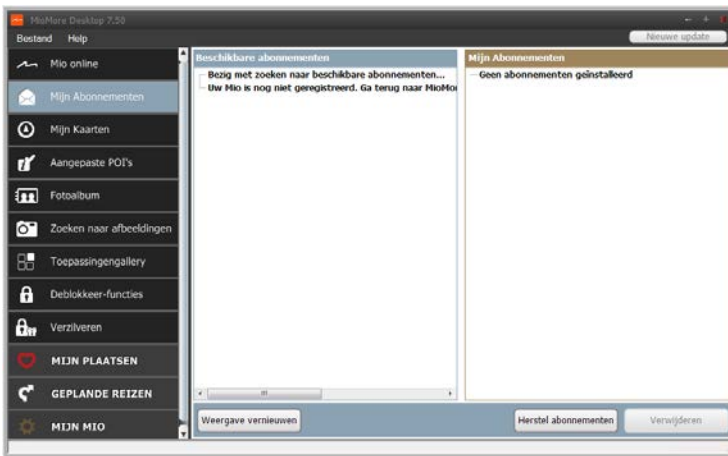 MioMore Desktop 7.50
Bestand Help
Nieuwe update
Mio online
Mijn Abonnementen
Mijn Kaarten
Aangepaste POI's
Fotoalbum
Zoeken naar afbeeldingen
Toepassingengallery
Deblokkeer-functies
Verzilveren
MIJN PLAATSEN
GEPLANDE REIZEN
MIJN MIO
Beschikbare abonnementen
Bezig met zoeken naar beschikbare abonnementen...
Uw Mio is nog niet geregistreerd. Ga terug naar MioMor
Weergave vernieuwen
Mijn Abonnementen
Geen abonnementen geïnstalleerd
Herstel abonnementen
Verwijderen